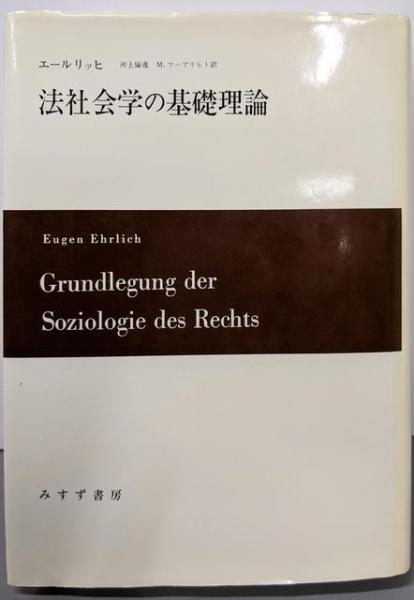 エールリッヒ 河上倫逸 M.フーブリヒト訳
法社会学の基礎理論
Eugen Ehrlich
Grundlegung der
Soziologie des Rechts
みすず書房